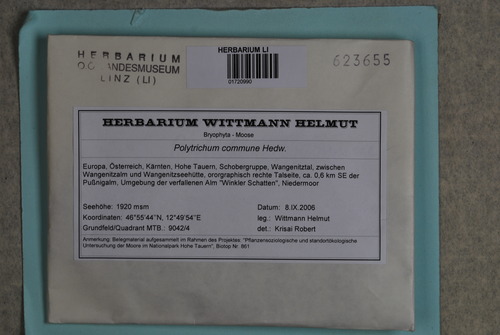 HERBARIUM
LINZ (LI)
HERBARIUM LI
01720990
623655
HERBARIUM WITTMANN HELMUT
Bryophyta - Moose
Polytrichum commune Hedw.
Europa, Österreich, Kärnten, Hohe Tauern, Schobergruppe, Wangenitztal, zwischen
Wangenitzalm und Wangenitzseehütte, ororgraphisch rechte Talseite, ca. 0,6 km SE der
Pußnigalm, Umgebung der verfallenen Alm "Winkler Schatten", Niedermoor
Seehöhe: 1920 msm
Datum: 8.IX.2006
Koordinaten: 46°55'44"N, 12°49'54"E
leg.: Wittmann Helmut
Grundfeld/Quadrant MTB.: 9042/4
det.: Krisai Robert
Anmerkung: Belegmaterial aufgesammelt im Rahmen des Projektes: "Pflanzensoziologische und standortökologische
Untersuchung der Moore im Nationalpark Hohe Tauern", Biotop Nr. 861